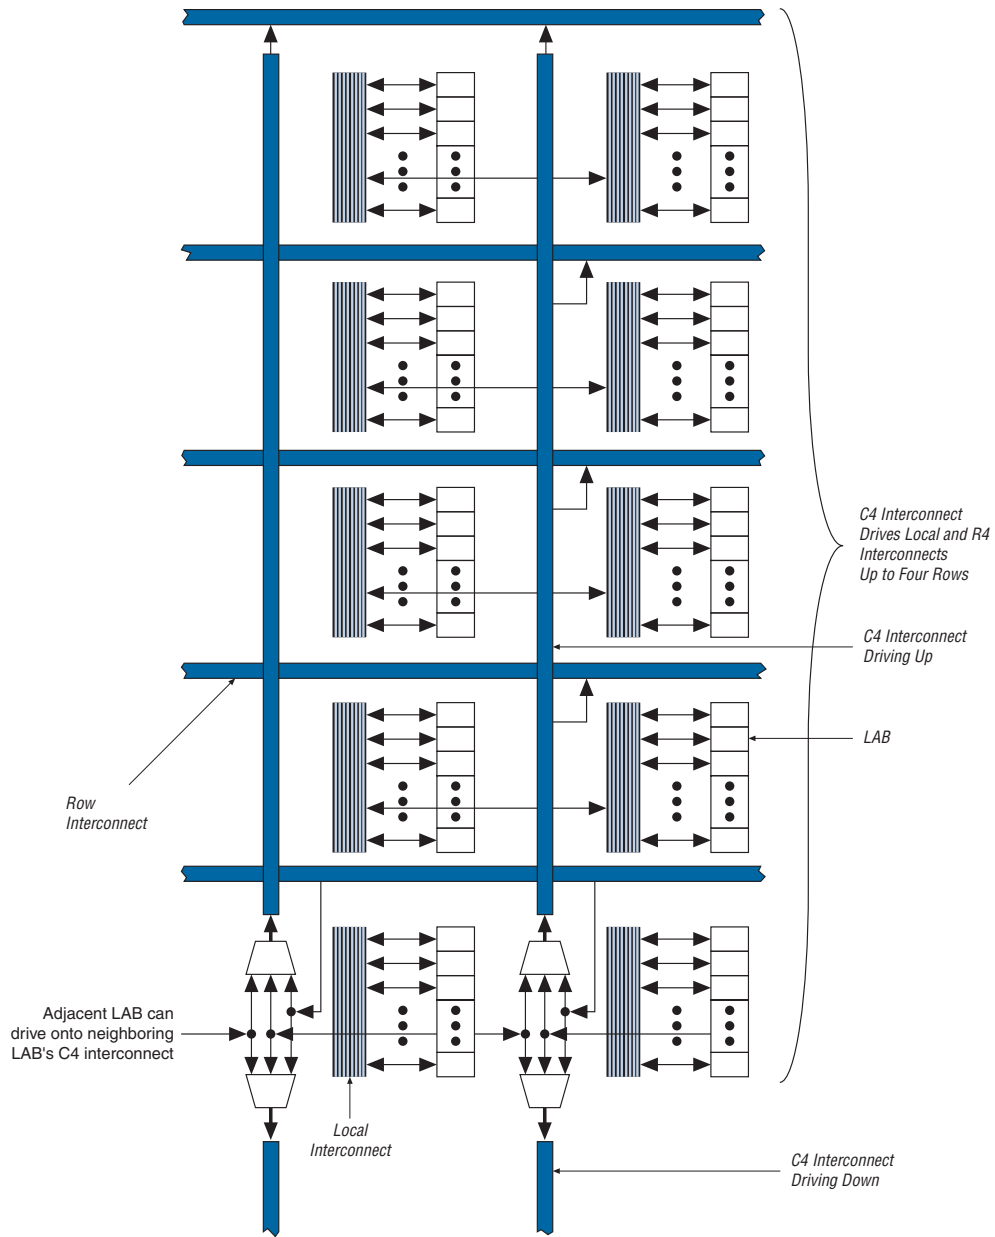 C4 Interconnect
Drives Local and R4
Interconnects
Up to Four Rows
C4 Interconnect
Driving Up
LAB
Row
Interconnect
Adjacent LAB can
drive onto neighboring
LAB's C4 interconnect
Local
Interconnect
C4 Interconnect
Driving Down